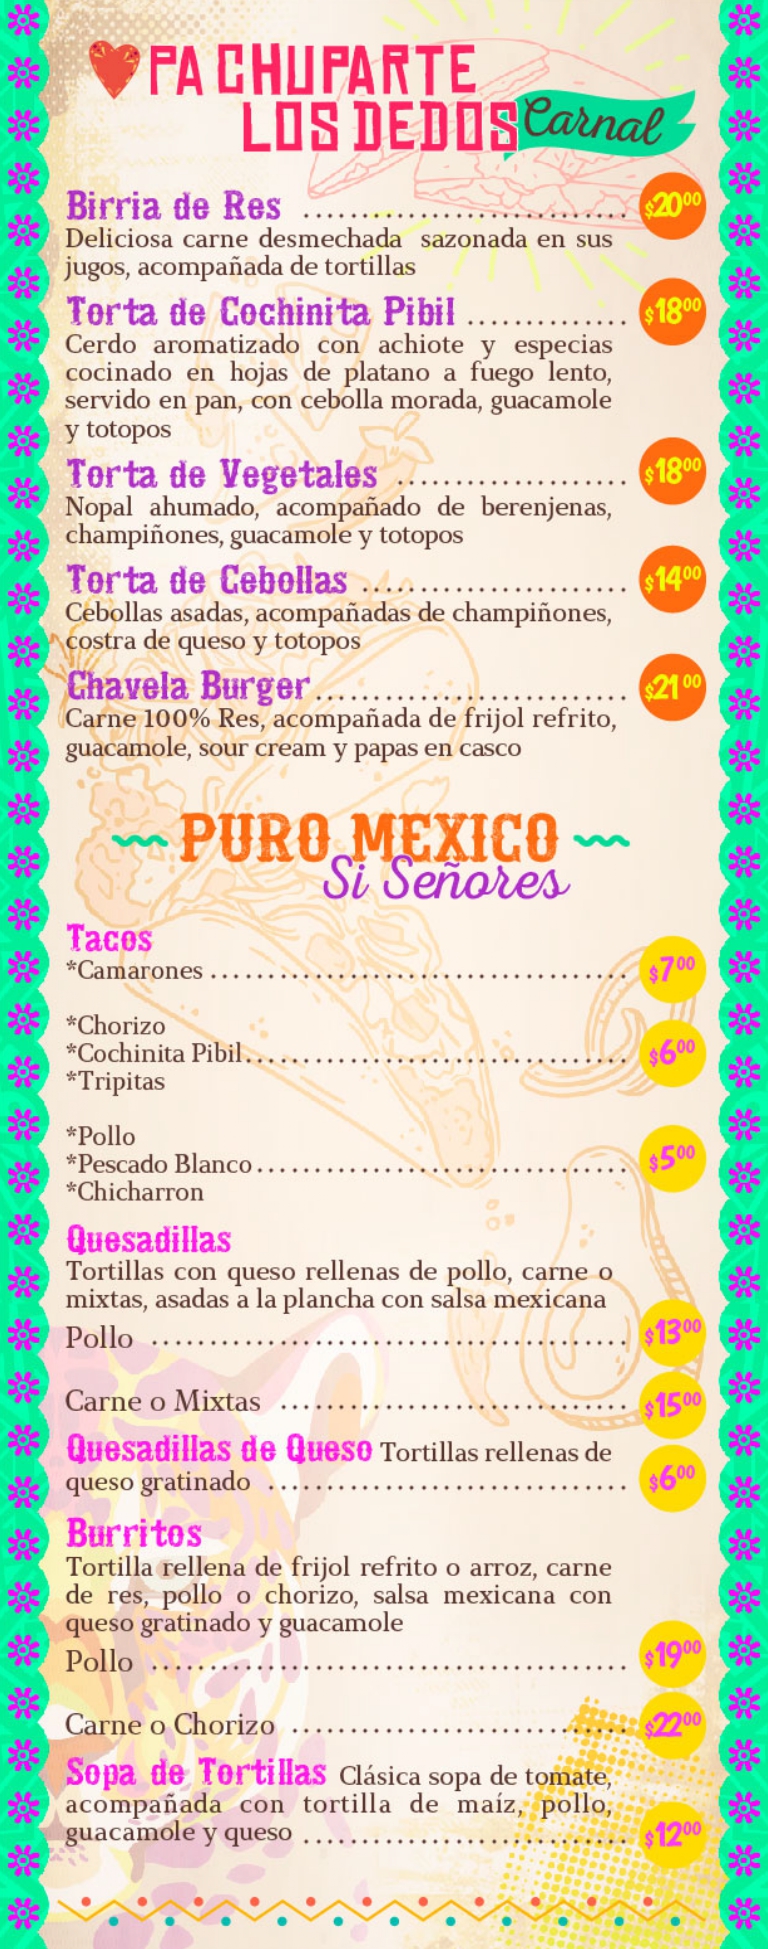 PA CHUPARTE
LOS DEDOS Carnal
Birria de Res ........................... $20.00
Deliciosa carne desmechada sazonada en sus
jugos, acompañada de tortillas
Torta de Cochinita Pibil .............. $18.00
Cerdo aromatizado con achiote y especias
cocinado en hojas de platano a fuego lento,
servido en pan, con cebolla morada, guacamole
y totopos
Torta de Vegetales .................... $18.00
Nopal ahumado, acompañado de berenjenas,
champiñones, guacamole y totopos
Torta de Cebollas ....................... $14.00
Cebollas asadas, acompañadas de champiñones,
costra de queso y totopos
Chavela Burger........................... $21.00
Carne 100% Res, acompañada de frijol refrito,
guacamole, sour cream y papas en casco
PURO MEXICO
Si Señores
Tacos
*Camarones .................................... $7.00
*Chorizo
*Cochinita Pibil.................................. $6.00
*Tripitas
*Pollo
*Pescado Blanco................................ $5.00
*Chicharron
Quesadillas
Tortillas con queso rellenas de pollo, carne o
mixtas, asadas a la plancha con salsa mexicana
Pollo ......................................... $13.00
Carne o Mixtas .............................. $15.00
Quesadillas de Queso Tortillas rellenas de
queso gratinado ............................... $6.00
Burritos
Tortilla rellena de frijol refrito o arroz, carne
de res, pollo o chorizo, salsa mexicana con
queso gratinado y guacamole
Pollo ......................................... $19.00
Carne o Chorizo ............................. $22.00
Sopa de Tortillas Clásica sopa de tomate,
acompañada con tortilla de maíz, pollo,
guacamole y queso ............................ $12.00